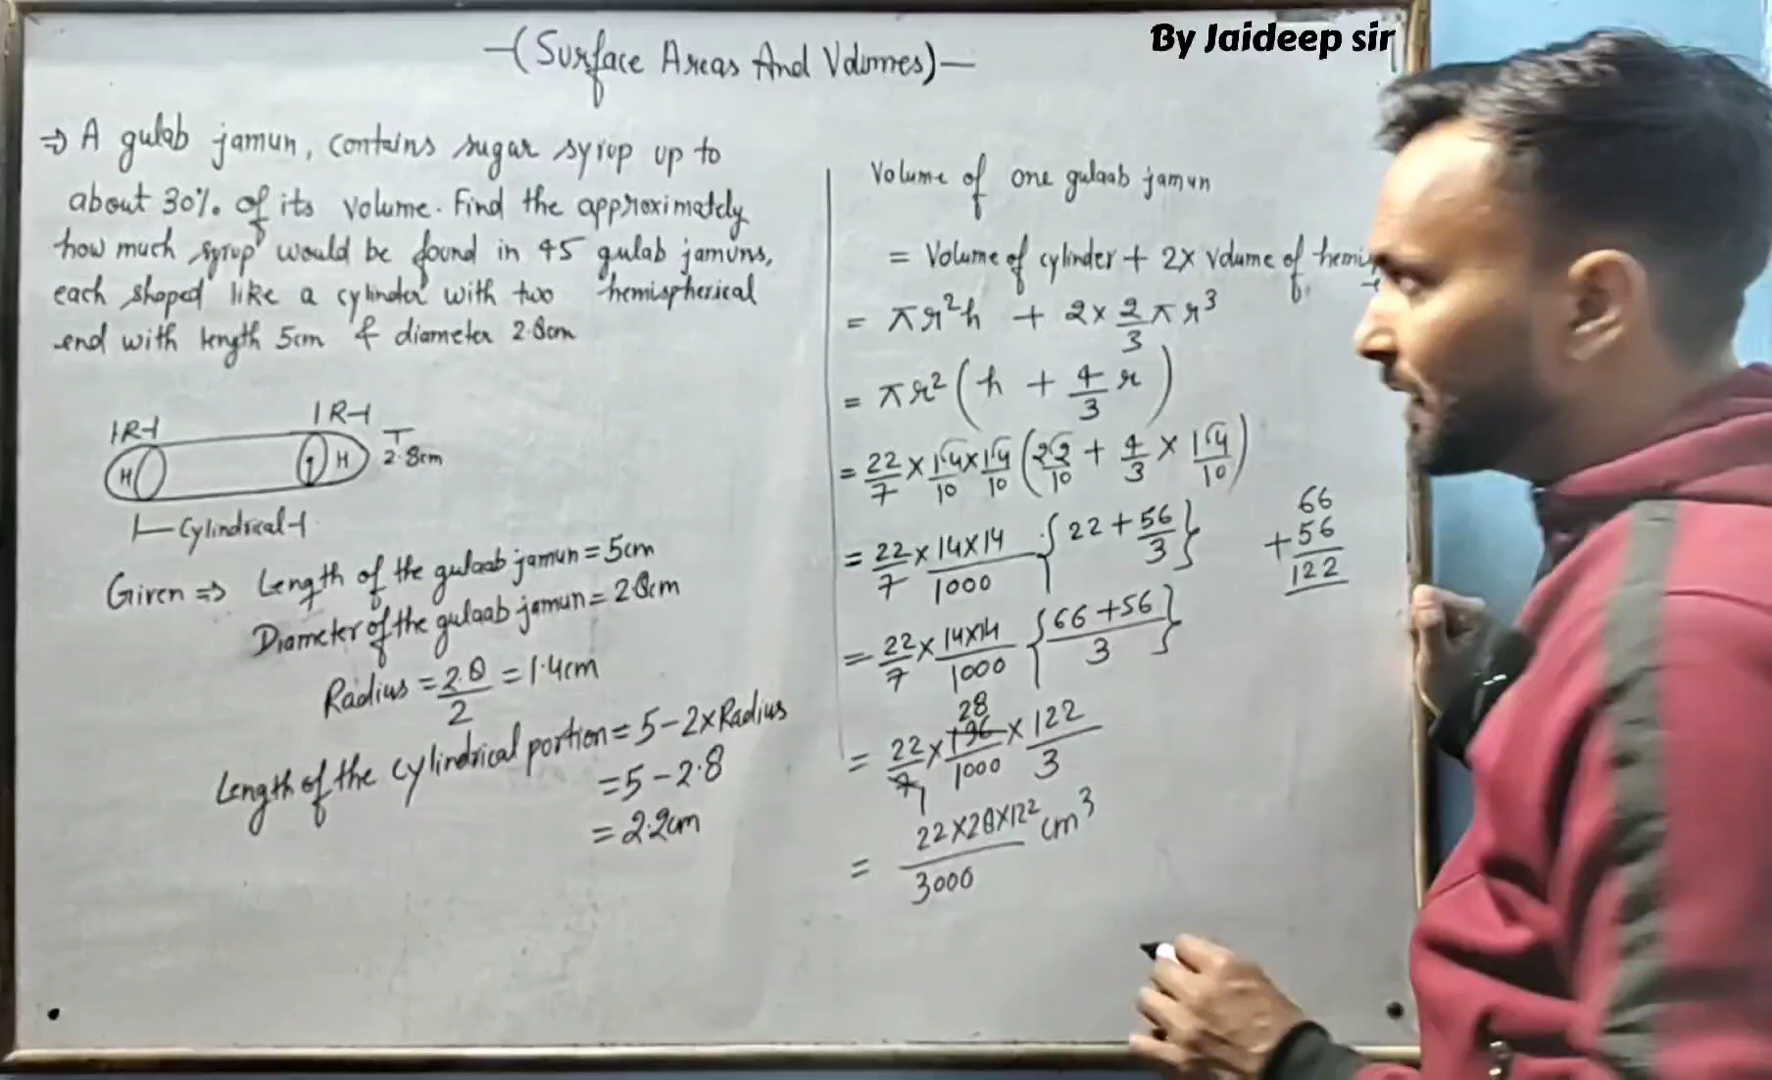 By Jaideep sir
-(Surface Areas And Volumes)-
⇒ A gulab jamun, contains sugar syrup up to
about 30%. of its volume. Find the approximately
how much syrup would be found in 45 gulab jamuns,
each shaped like a cylinder with two hemispherical
end with length 5cm & diameter 2.8cm
R R
H H 2.8cm
Cylindrical
Given ⇒ Length of the gulaab jamun = 5cm
Diameter of the gulaab jamun = 2.8cm
Radius = 2.8/2 = 1.4cm
Length of the cylindrical portion = 5 - 2×Radius
= 5 - 2.8
= 2.2cm
Volume of one gulaab jamun
= Volume of cylinder + 2× volume of hemi
= πr²h + 2× 2/3 πr³
= πr² (h + 4/3 r)
= 22/7 × 14/10 × 14/10 (22/10 + 4/3 × 14/10)
= 22/7 × 14×14/1000 {22 + 56/3}
= 22/7 × 14×14/1000 {66+56/3}
28
= 22/7 × 196/1000 × 122/3
= 22×28×122/3000 cm³
66
+56
122